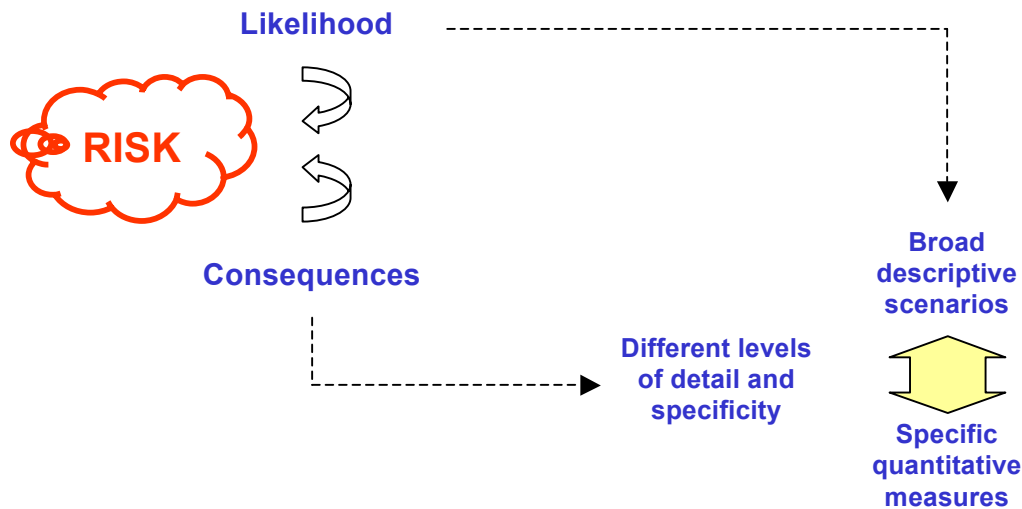 Likelihood
RISK
Consequences
Broad
descriptive
scenarios
Different levels
of detail and
specificity
Specific
quantitative
measures